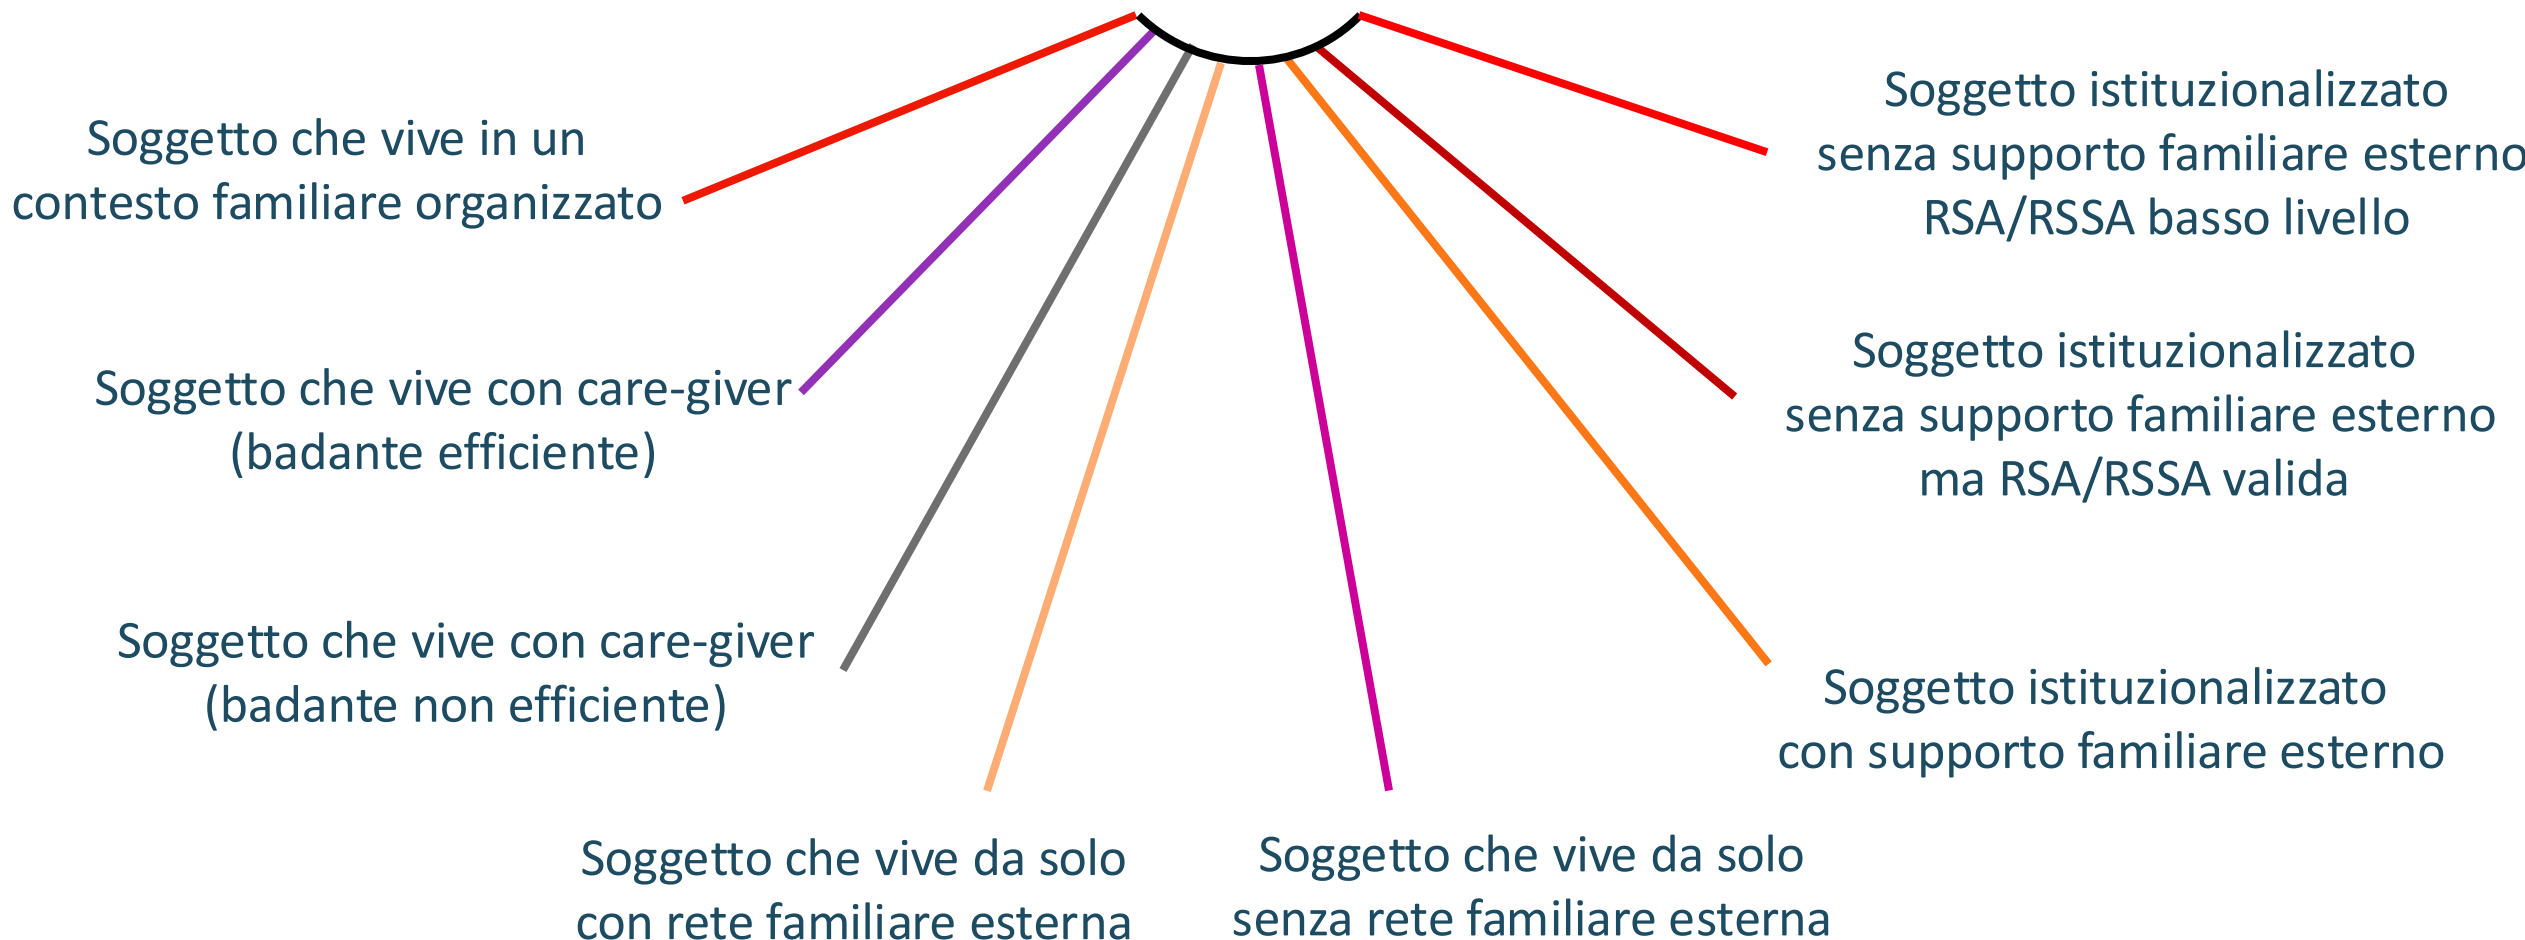 Soggetto che vive in un
contesto familiare organizzato
Soggetto che vive con care-giver
(badante efficiente)
Soggetto che vive con care-giver
(badante non efficiente)
Soggetto che vive da solo
con rete familiare esterna
Soggetto che vive da solo
senza rete familiare esterna
Soggetto istituzionalizzato
con supporto familiare esterno
Soggetto istituzionalizzato
senza supporto familiare esterno
ma RSA/RSSA valida
Soggetto istituzionalizzato
senza supporto familiare esterno
RSA/RSSA basso livello